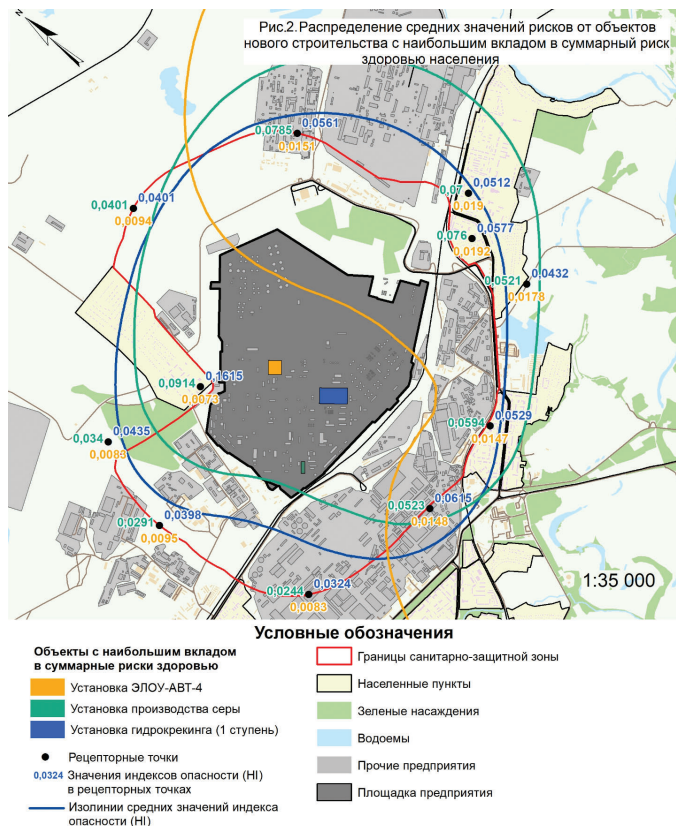 Рис.2.Распределение средних значений рисков от объектов
нового строительства с наибольшим вкладом в суммарный риск
здоровью населения
0,0785 0,0561
0,0151
0,0401 0,0401
0,0094
0,07 0,0512
0,019
0,076 0,0577
0,0192
0,0521 0,0432
0,0178
0,0914 0,1615
0,0073
0,034 0,0435
0,0083
0,0594 0,0529
0,0147
0,0523 0,0615
0,0148
0,0291 0,0398
0,0095
0,0244 0,0324
0,0083
1:35 000
Условные обозначения
Объекты с наибольшим вкладом
в суммарные риски здоровью
Установка ЭЛОУ-АВТ-4
Установка производства серы
Установка гидрокрекинга (1 ступень)
Рецепторные точки
0,0324 Значения индексов опасности (HI)
в рецепторных точках
Изолинии средних значений индекса
опасности (HI)
Границы санитарно-защитной зоны
Населенные пункты
Зеленые насаждения
Водоемы
Прочие предприятия
Площадка предприятия